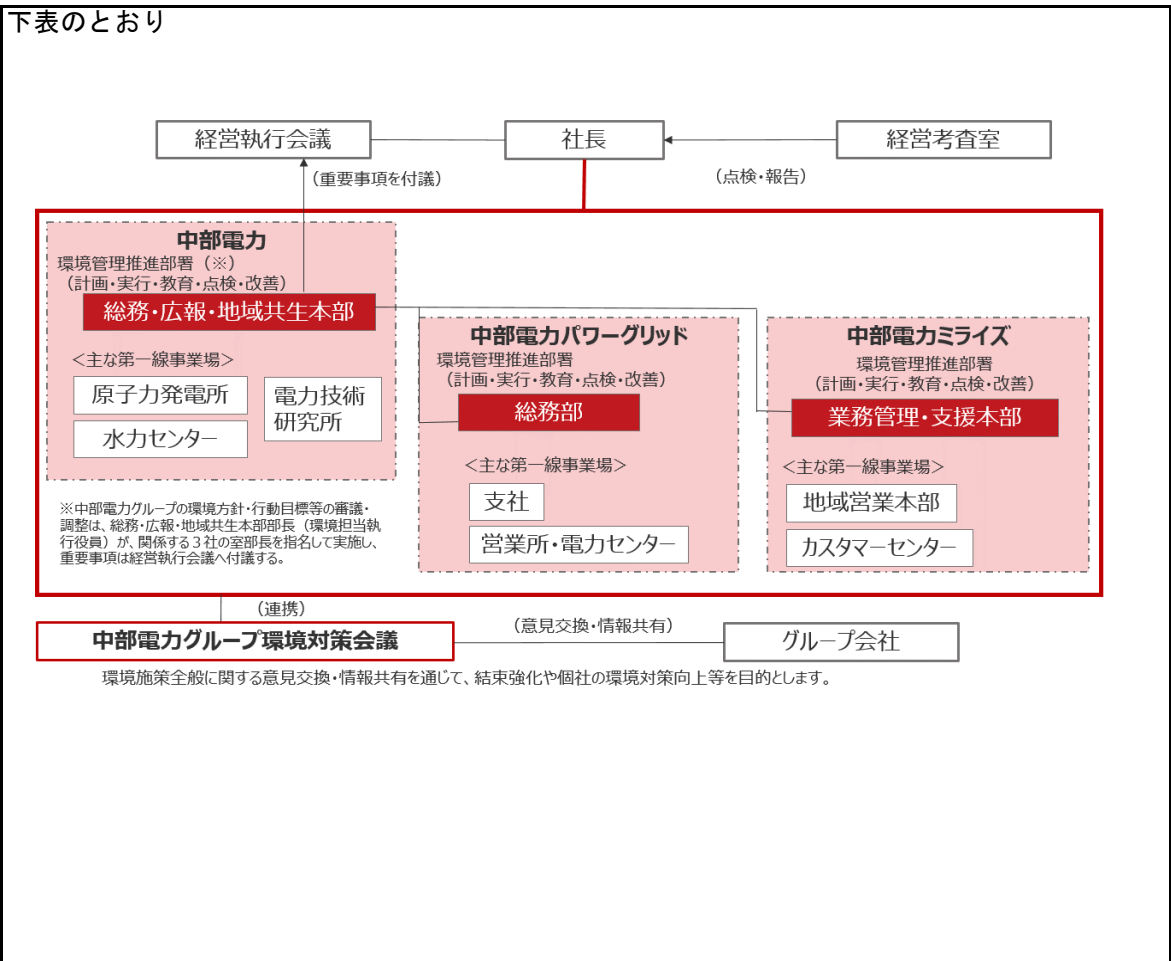 下表のとおり
経営執行会議
社長
経営考査室
(重要事項を付議)
(点検・報告)
中部電力
環境管理推進部署(※)
(計画・実行・教育・点検・改善)
総務・広報・地域共生本部
<主な第一線事業場>
原子力発電所
水力センター
電力技術
研究所
※中部電力グループの環境方針・行動目標等の審議・
調整は、総務・広報・地域共生本部部長(環境担当執
行役員)が、関係する3社の室部長を指名して実施し、
重要事項は経営執行会議へ付議する。
中部電力パワーグリッド
環境管理推進部署
(計画・実行・教育・点検・改善)
総務部
<主な第一線事業場>
支社
営業所・電力センター
中部電力ミライズ
環境管理推進部署
(計画・実行・教育・点検・改善)
業務管理・支援本部
<主な第一線事業場>
地域営業本部
カスタマーセンター
(連携)
中部電力グループ環境対策会議
(意見交換・情報共有)
グループ会社
環境施策全般に関する意見交換・情報共有を通じて、結束強化や個社の環境対策向上等を目的とします。